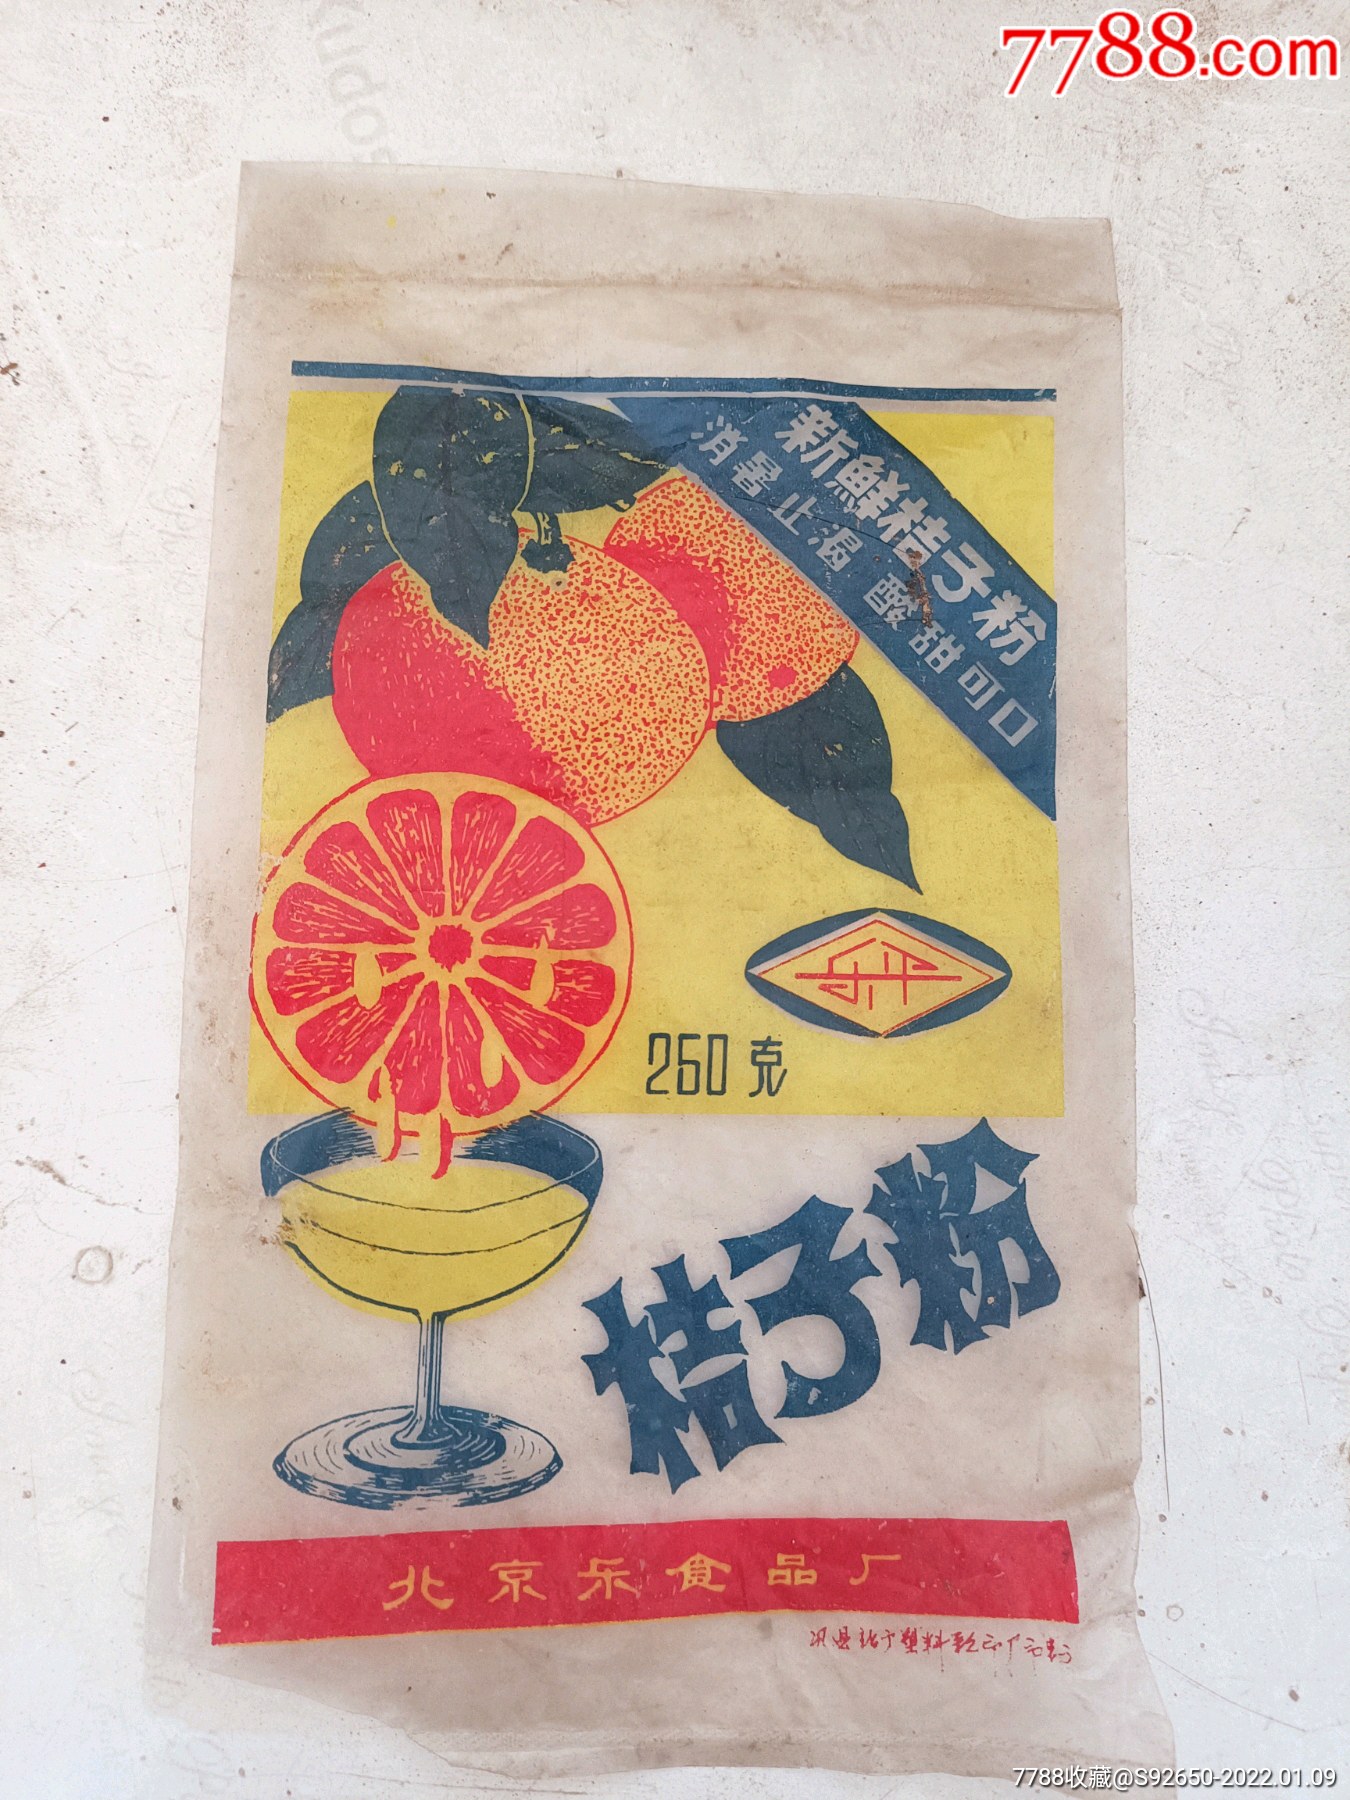 7788.com
新鲜桔子粉
消暑止渴 酸甜可口
250克
桔子粉
北京乐食品厂
7788收藏@S92650-2022.01.09